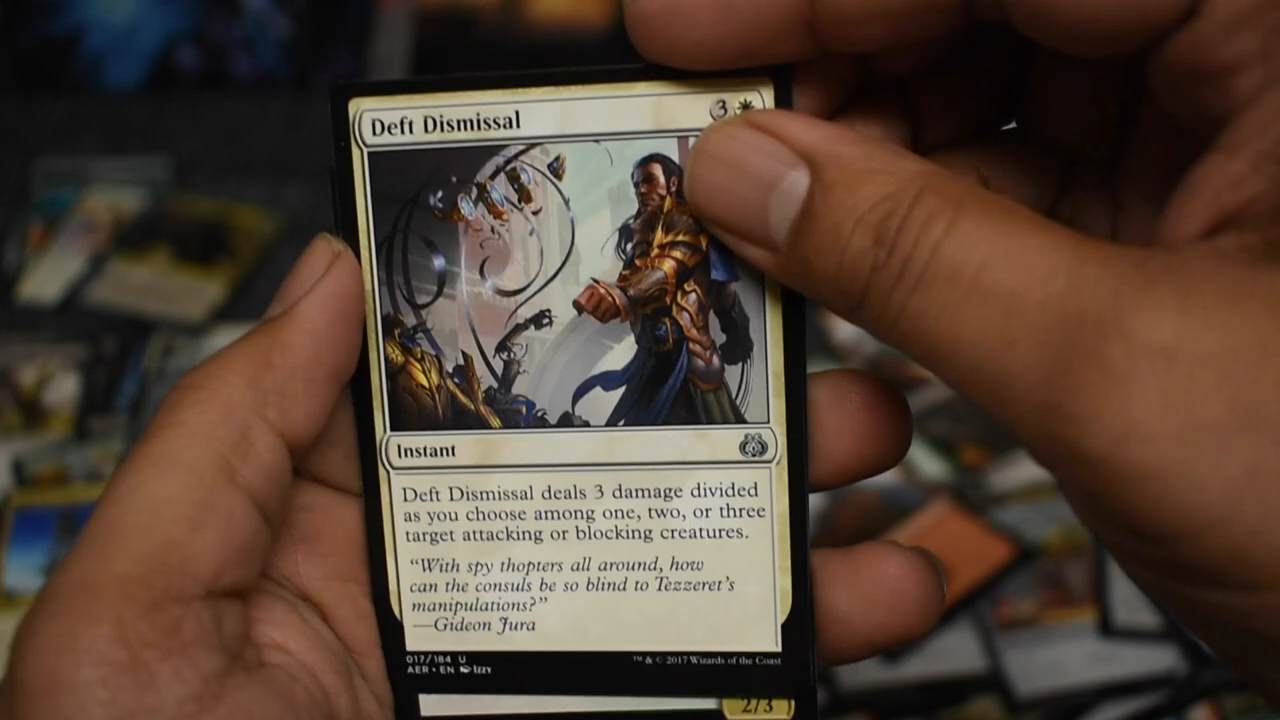 Deft Dismissal 3
Instant
Deft Dismissal deals 3 damage divided
as you choose among one, two, or three
target attacking or blocking creatures.
“With spy thopters all around, how
can the consuls be so blind to Tezzeret’s
manipulations?”
—Gideon Jura
017/184 U
AER • EN Izzy
™ & © 2017 Wizards of the Coast
2/3